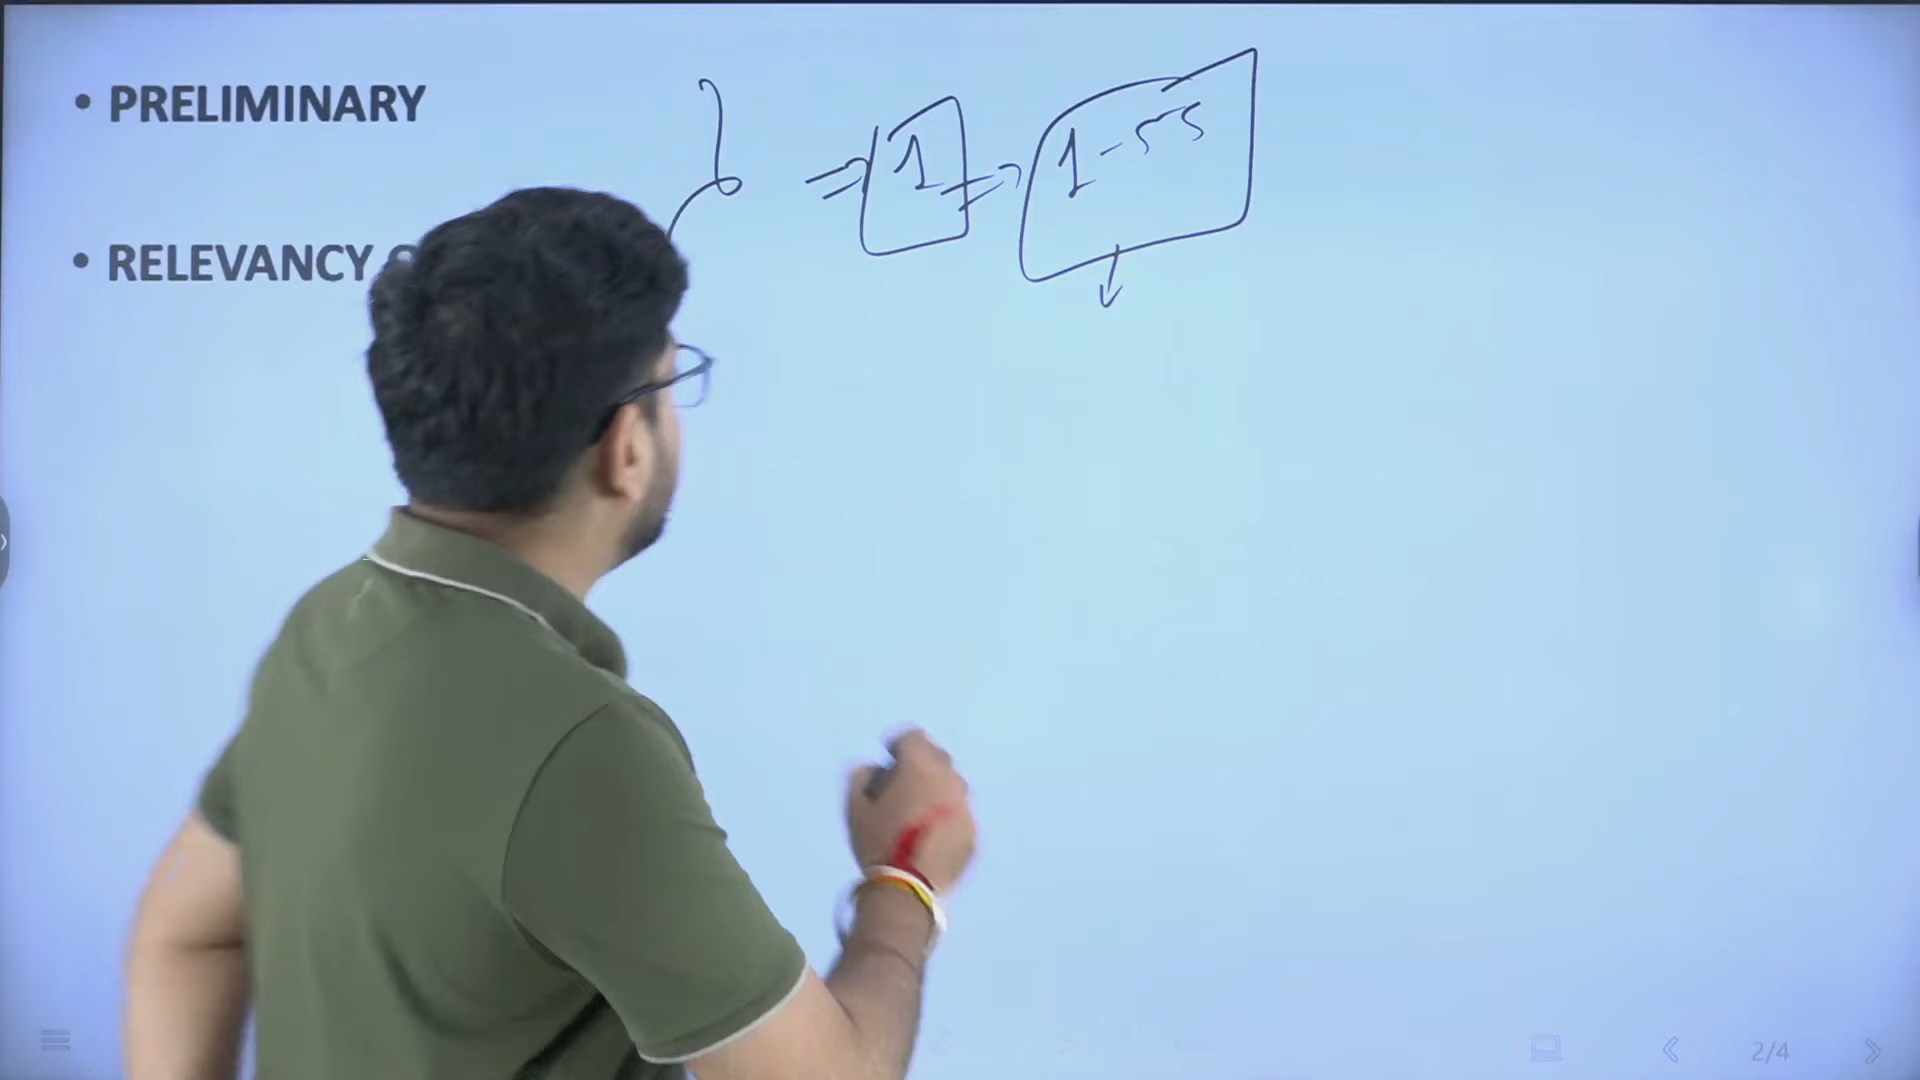 • PRELIMINARY
⇒ 1 ⇒ 1-55
• RELEVANCY
2/4